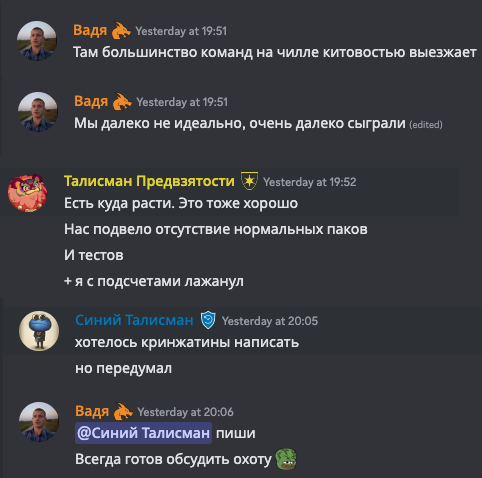 Вадя Yesterday at 19:51
Там большинство команд на чилле китовостью выезжает
Вадя Yesterday at 19:51
Мы далеко не идеально, очень далеко сыграли (edited)
Талисман Предвзятости Yesterday at 19:52
Есть куда расти. Это тоже хорошо
Нас подвело отсутствие нормальных паков
И тестов
+ я с подсчетами лажанул
Синий Талисман Yesterday at 20:05
хотелось кринжатины написать
но передумал
Вадя Yesterday at 20:06
@Синий Талисман пиши
Всегда готов обсудить охоту